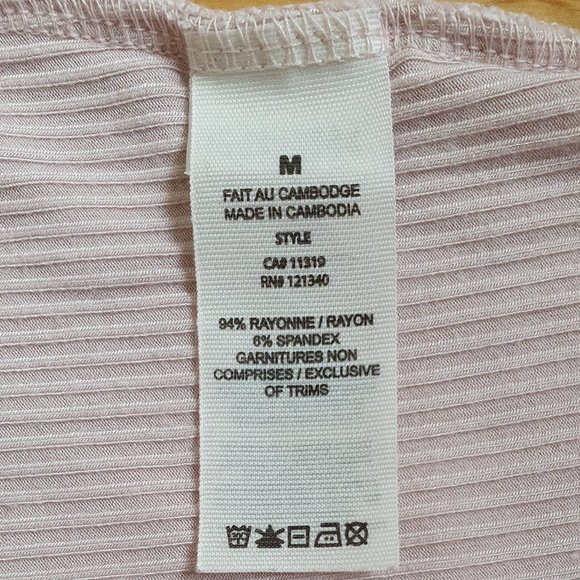 M
FAIT AU CAMBODGE
MADE IN CAMBODIA
STYLE
CA# 11319
RN# 121340
94% RAYONNE / RAYON
6% SPANDEX
GARNITURES NON
COMPRISES / EXCLUSIVE
OF TRIMS